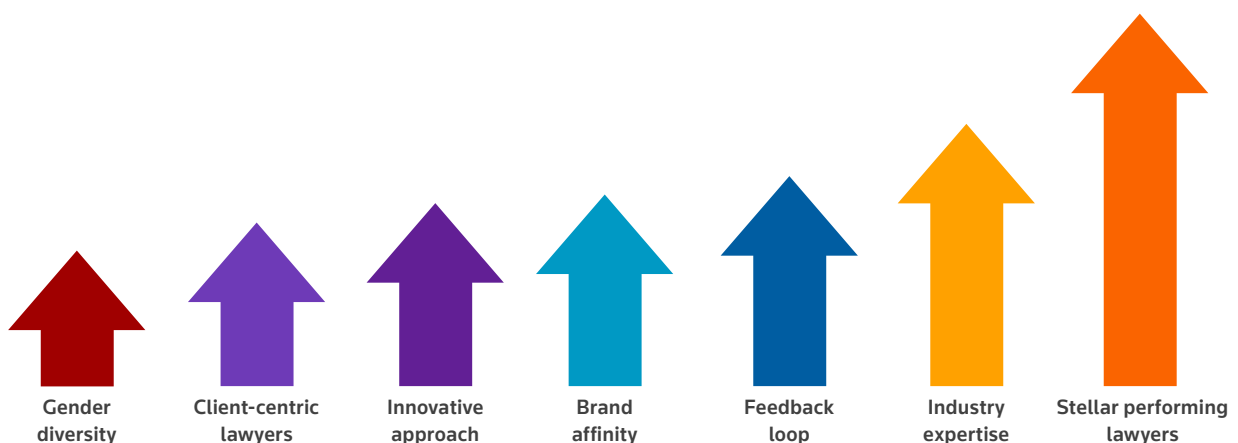 Gender
diversity
Client-centric
lawyers
Innovative
approach
Brand
affinity
Feedback
loop
Industry
expertise
Stellar performing
lawyers